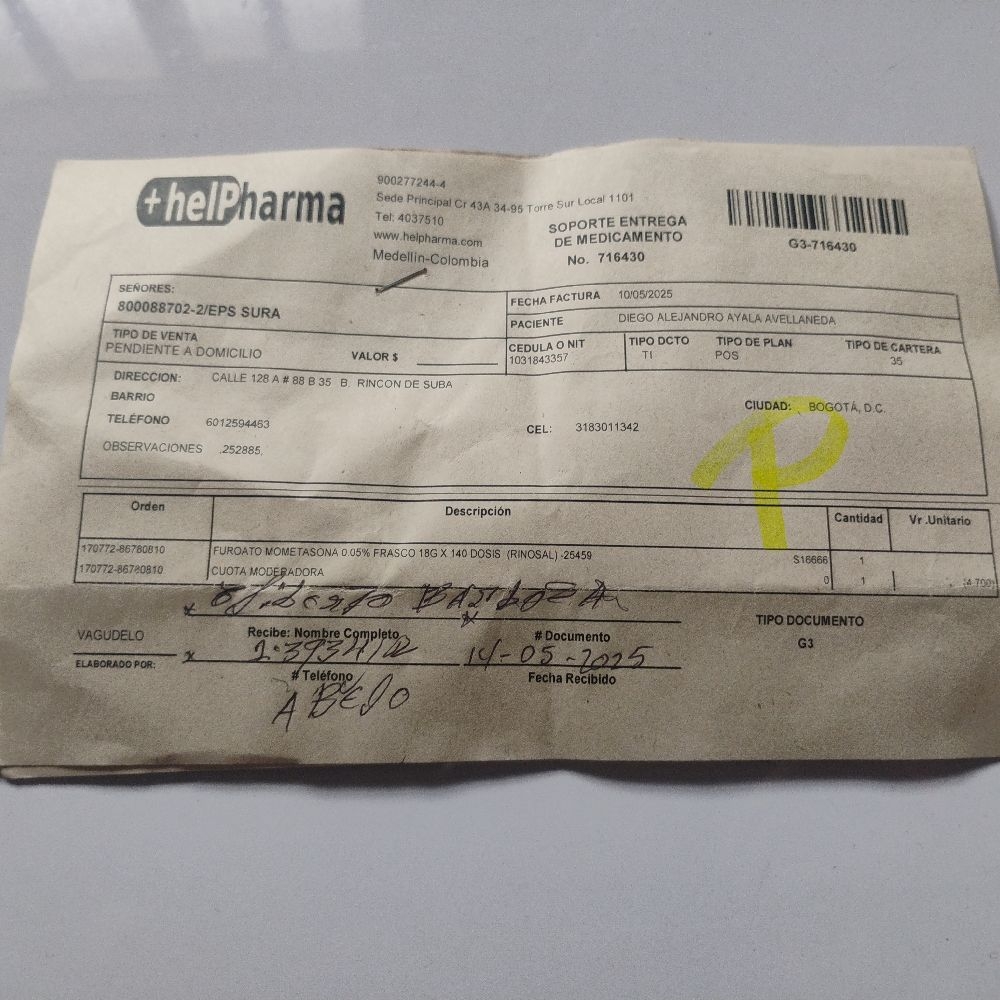 +helPharma
900277244-4
Sede Principal Cr 43A 34-95 Torre Sur Local 1101
Tel: 4037510
www.helpharma.com
Medellin-Colombia
SOPORTE ENTREGA
DE MEDICAMENTO
No. 716430
G3-716430
SEÑORES:
800088702-2/EPS SURA
FECHA FACTURA 10/05/2025
PACIENTE DIEGO ALEJANDRO AYALA AVELLANEDA
TIPO DE VENTA
PENDIENTE A DOMICILIO
VALOR $
CEDULA O NIT
1031843357
TIPO DCTO
TI
TIPO DE PLAN
POS
TIPO DE CARTERA
35
DIRECCION: CALLE 128 A # 88 B 35 B RINCON DE SUBA
BARRIO
CIUDAD: BOGOTÁ, D.C.
TELÉFONO 6012594463
CEL: 3183011342
OBSERVACIONES .252885.
P
Orden Descripción Cantidad Vr .Unitario
170772-86780810 FUROATO MOMETASONA 0.05% FRASCO 18G X 140 DOSIS (RINOSAL) -25459 S16666 1
170772-86780810 CUOTA MODERADORA 0 1
Recibe: Nombre Completo
# Documento
TIPO DOCUMENTO
G3
VAGUDELO
14-05-2025
ELABORADO POR:
# Teléfono
Fecha Recibido